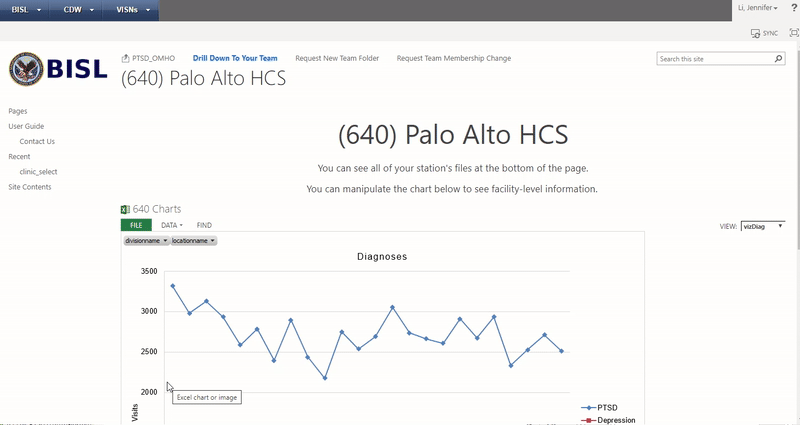 BISL CDW VISNs Li, Jennifer ?
SYNC
BISL
PTSD_OMHO Drill Down To Your Team Request New Team Folder Request Team Membership Change Search this site
(640) Palo Alto HCS
Pages
User Guide
Contact Us
Recent
clinic_select
Site Contents
(640) Palo Alto HCS
You can see all of your station's files at the bottom of the page.
You can manipulate the chart below to see facility-level information.
640 Charts
FILE DATA FIND VIEW: vizDiag
divisionname locationname
Diagnoses
3500
3000
2500
2000
Visits
Excel chart or image
PTSD
Depression